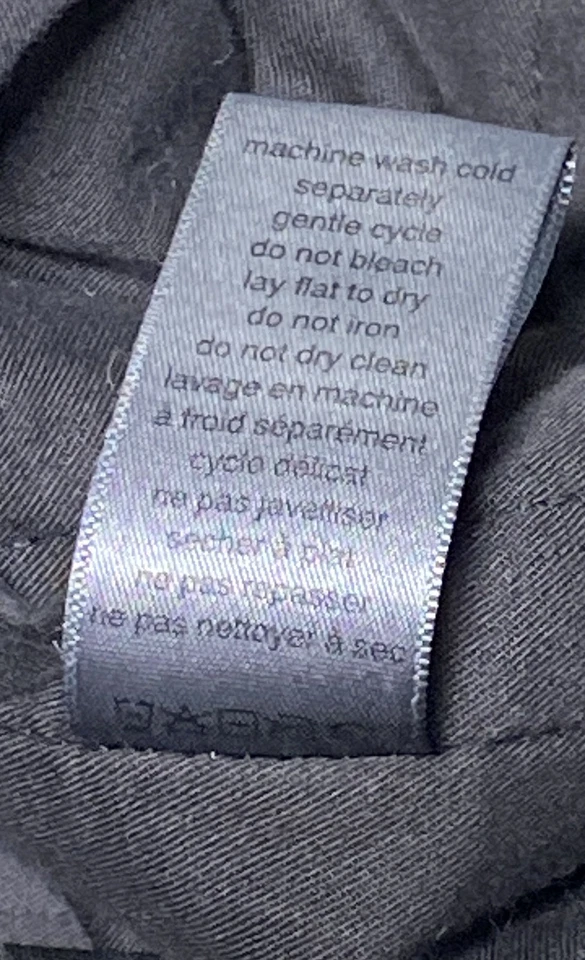 machine wash cold
separately
gentle cycle
do not bleach
lay flat to dry
do not iron
do not dry clean
lavage en machine
à froid séparément
cycle délicat
ne pas javelliser
sécher à plat
ne pas repasser
ne pas nettoyer à sec